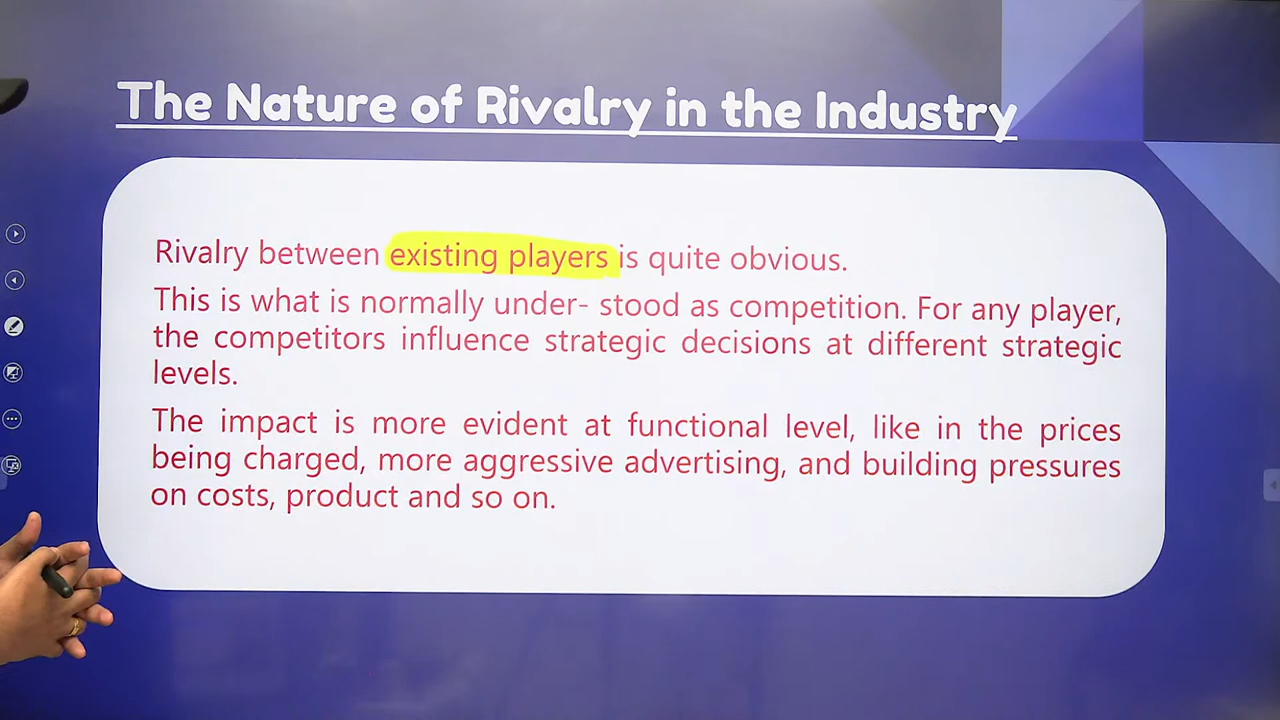 The Nature of Rivalry in the Industry
Rivalry between existing players is quite obvious.
This is what is normally under- stood as competition. For any player,
the competitors influence strategic decisions at different strategic
levels.
The impact is more evident at functional level, like in the prices
being charged, more aggressive advertising, and building pressures
on costs, product and so on.